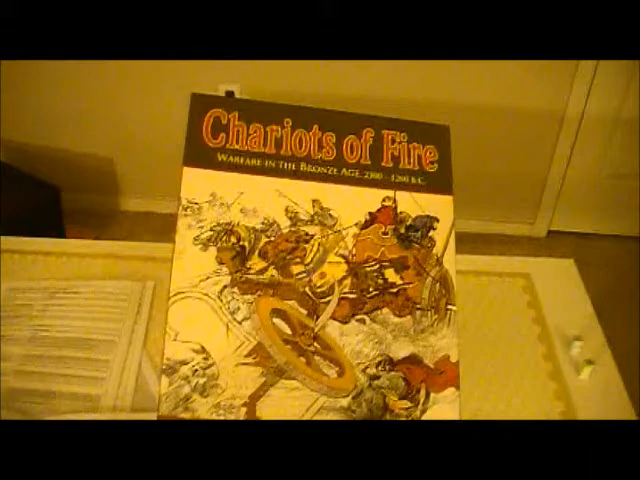 Chariots of Fire
WARFARE IN THE BRONZE AGE, 2300 - 1200 B.C.